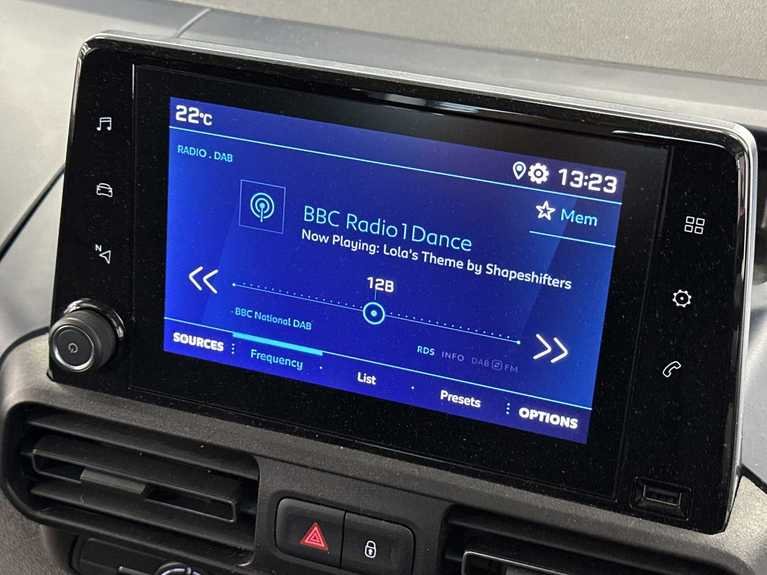 22°C
13:23
RADIO . DAB
Mem
BBC Radio 1 Dance
Now Playing: Lola's Theme by Shapeshifters
12B
BBC National DAB
RDS INFO DAB FM
SOURCES
Frequency
List
Presets
OPTIONS
N